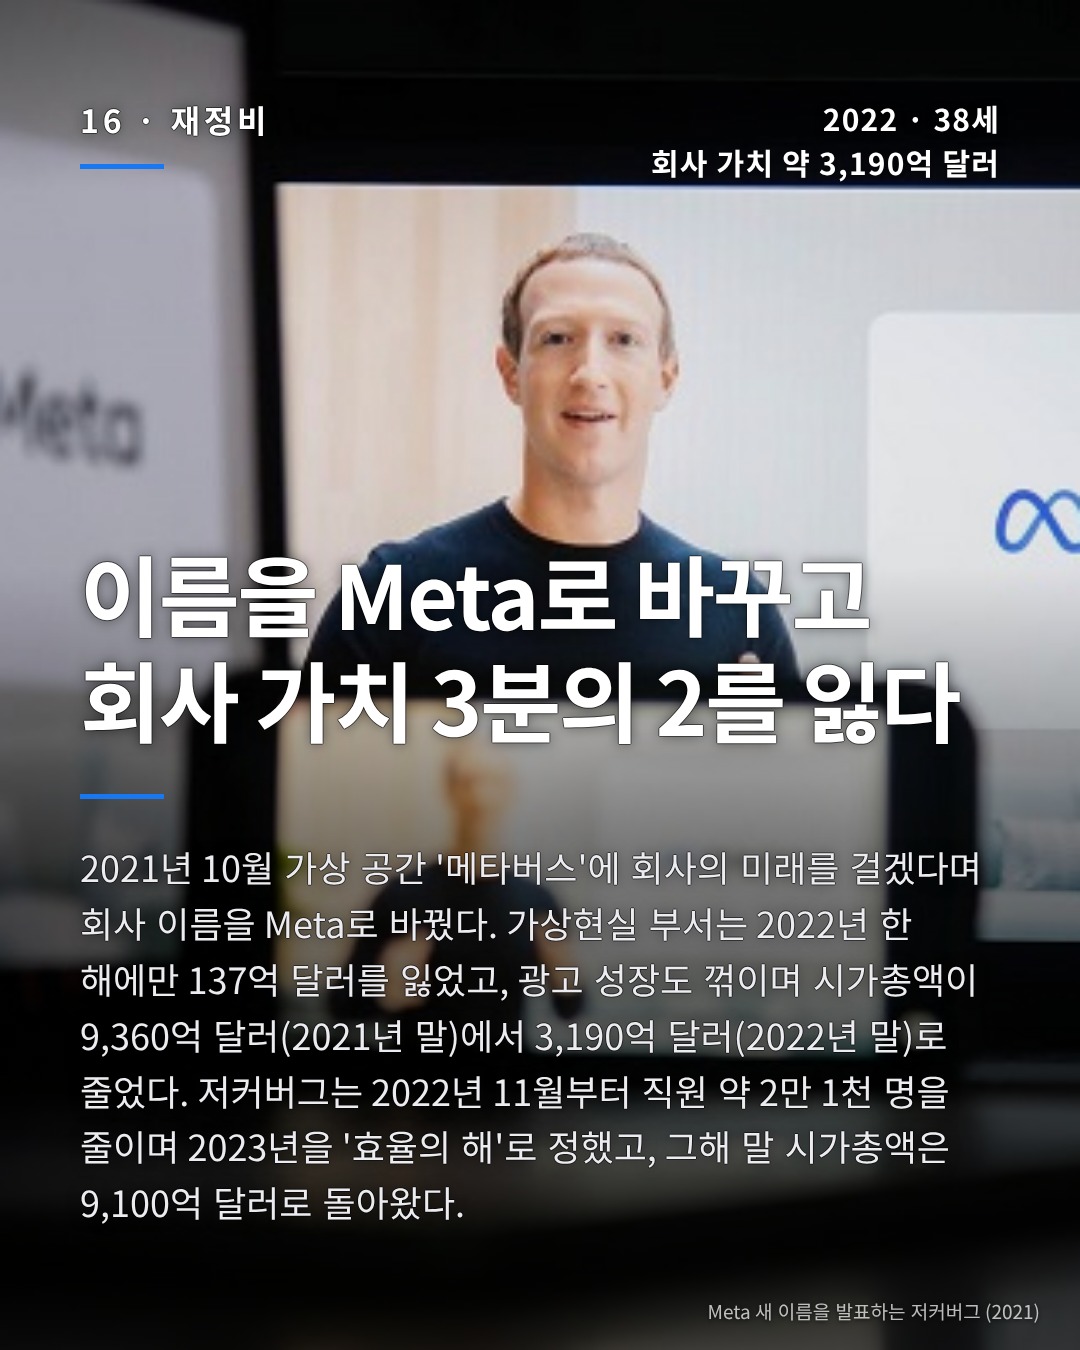 16 · 재정비
2022 · 38세
회사 가치 약 3,190억 달러
Meta
이름을 Meta로 바꾸고
회사 가치 3분의 2를 잃다
2021년 10월 가상 공간 '메타버스'에 회사의 미래를 걸겠다며
회사 이름을 Meta로 바꿨다. 가상현실 부서는 2022년 한
해에만 137억 달러를 잃었고, 광고 성장도 꺾이며 시가총액이
9,360억 달러(2021년 말)에서 3,190억 달러(2022년 말)로
줄었다. 저커버그는 2022년 11월부터 직원 약 2만 1천 명을
줄이며 2023년을 '효율의 해'로 정했고, 그해 말 시가총액은
9,100억 달러로 돌아왔다.
Meta 새 이름을 발표하는 저커버그 (2021)